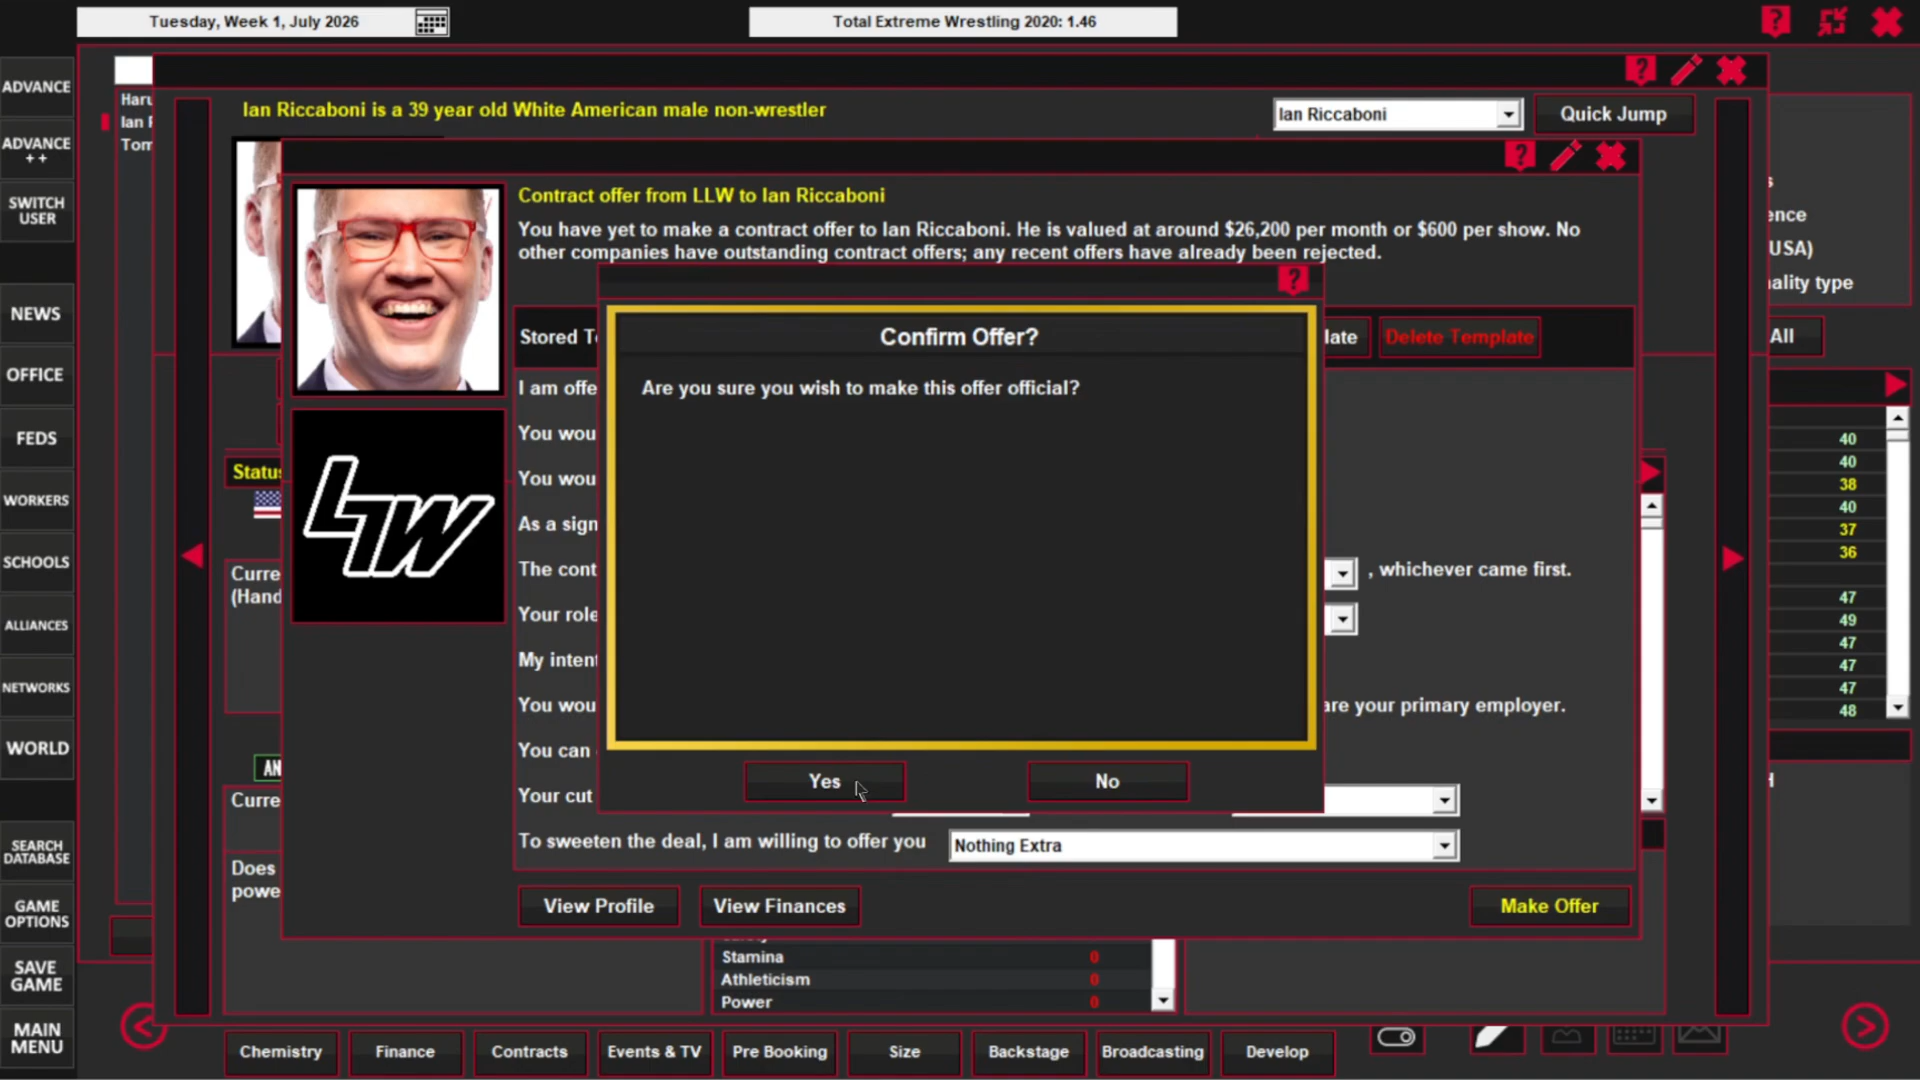 Tuesday, Week 1, July 2026
Total Extreme Wrestling 2020: 1.46
ADVANCE
ADVANCE
++
SWITCH
USER
NEWS
OFFICE
FEDS
WORKERS
SCHOOLS
ALLIANCES
NETWORKS
WORLD
SEARCH
DATABASE
GAME
OPTIONS
SAVE
GAME
MAIN
MENU
Haru
Ian F
Tom
Ian Riccaboni is a 39 year old White American male non-wrestler
Ian Riccaboni
Quick Jump
Contract offer from LLW to Ian Riccaboni
You have yet to make a contract offer to Ian Riccaboni. He is valued at around $26,200 per month or $600 per show. No
other companies have outstanding contract offers; any recent offers have already been rejected.
Stored T
late
Delete Template
I am offe
You wou
You wou
As a sign
The cont
, whichever came first.
Your role
My intent
You wou
are your primary employer.
You can
Your cut
To sweeten the deal, I am willing to offer you
Nothing Extra
View Profile
View Finances
Make Offer
Confirm Offer?
Are you sure you wish to make this offer official?
Yes
No
LLW
Status
Curre
(Hand
AN
Curre
Does
powe
Stamina 0
Athleticism 0
Power 0
ence
USA)
ality type
All
40
40
38
40
37
36
47
49
47
47
47
48
Chemistry
Finance
Contracts
Events & TV
Pre Booking
Size
Backstage
Broadcasting
Develop